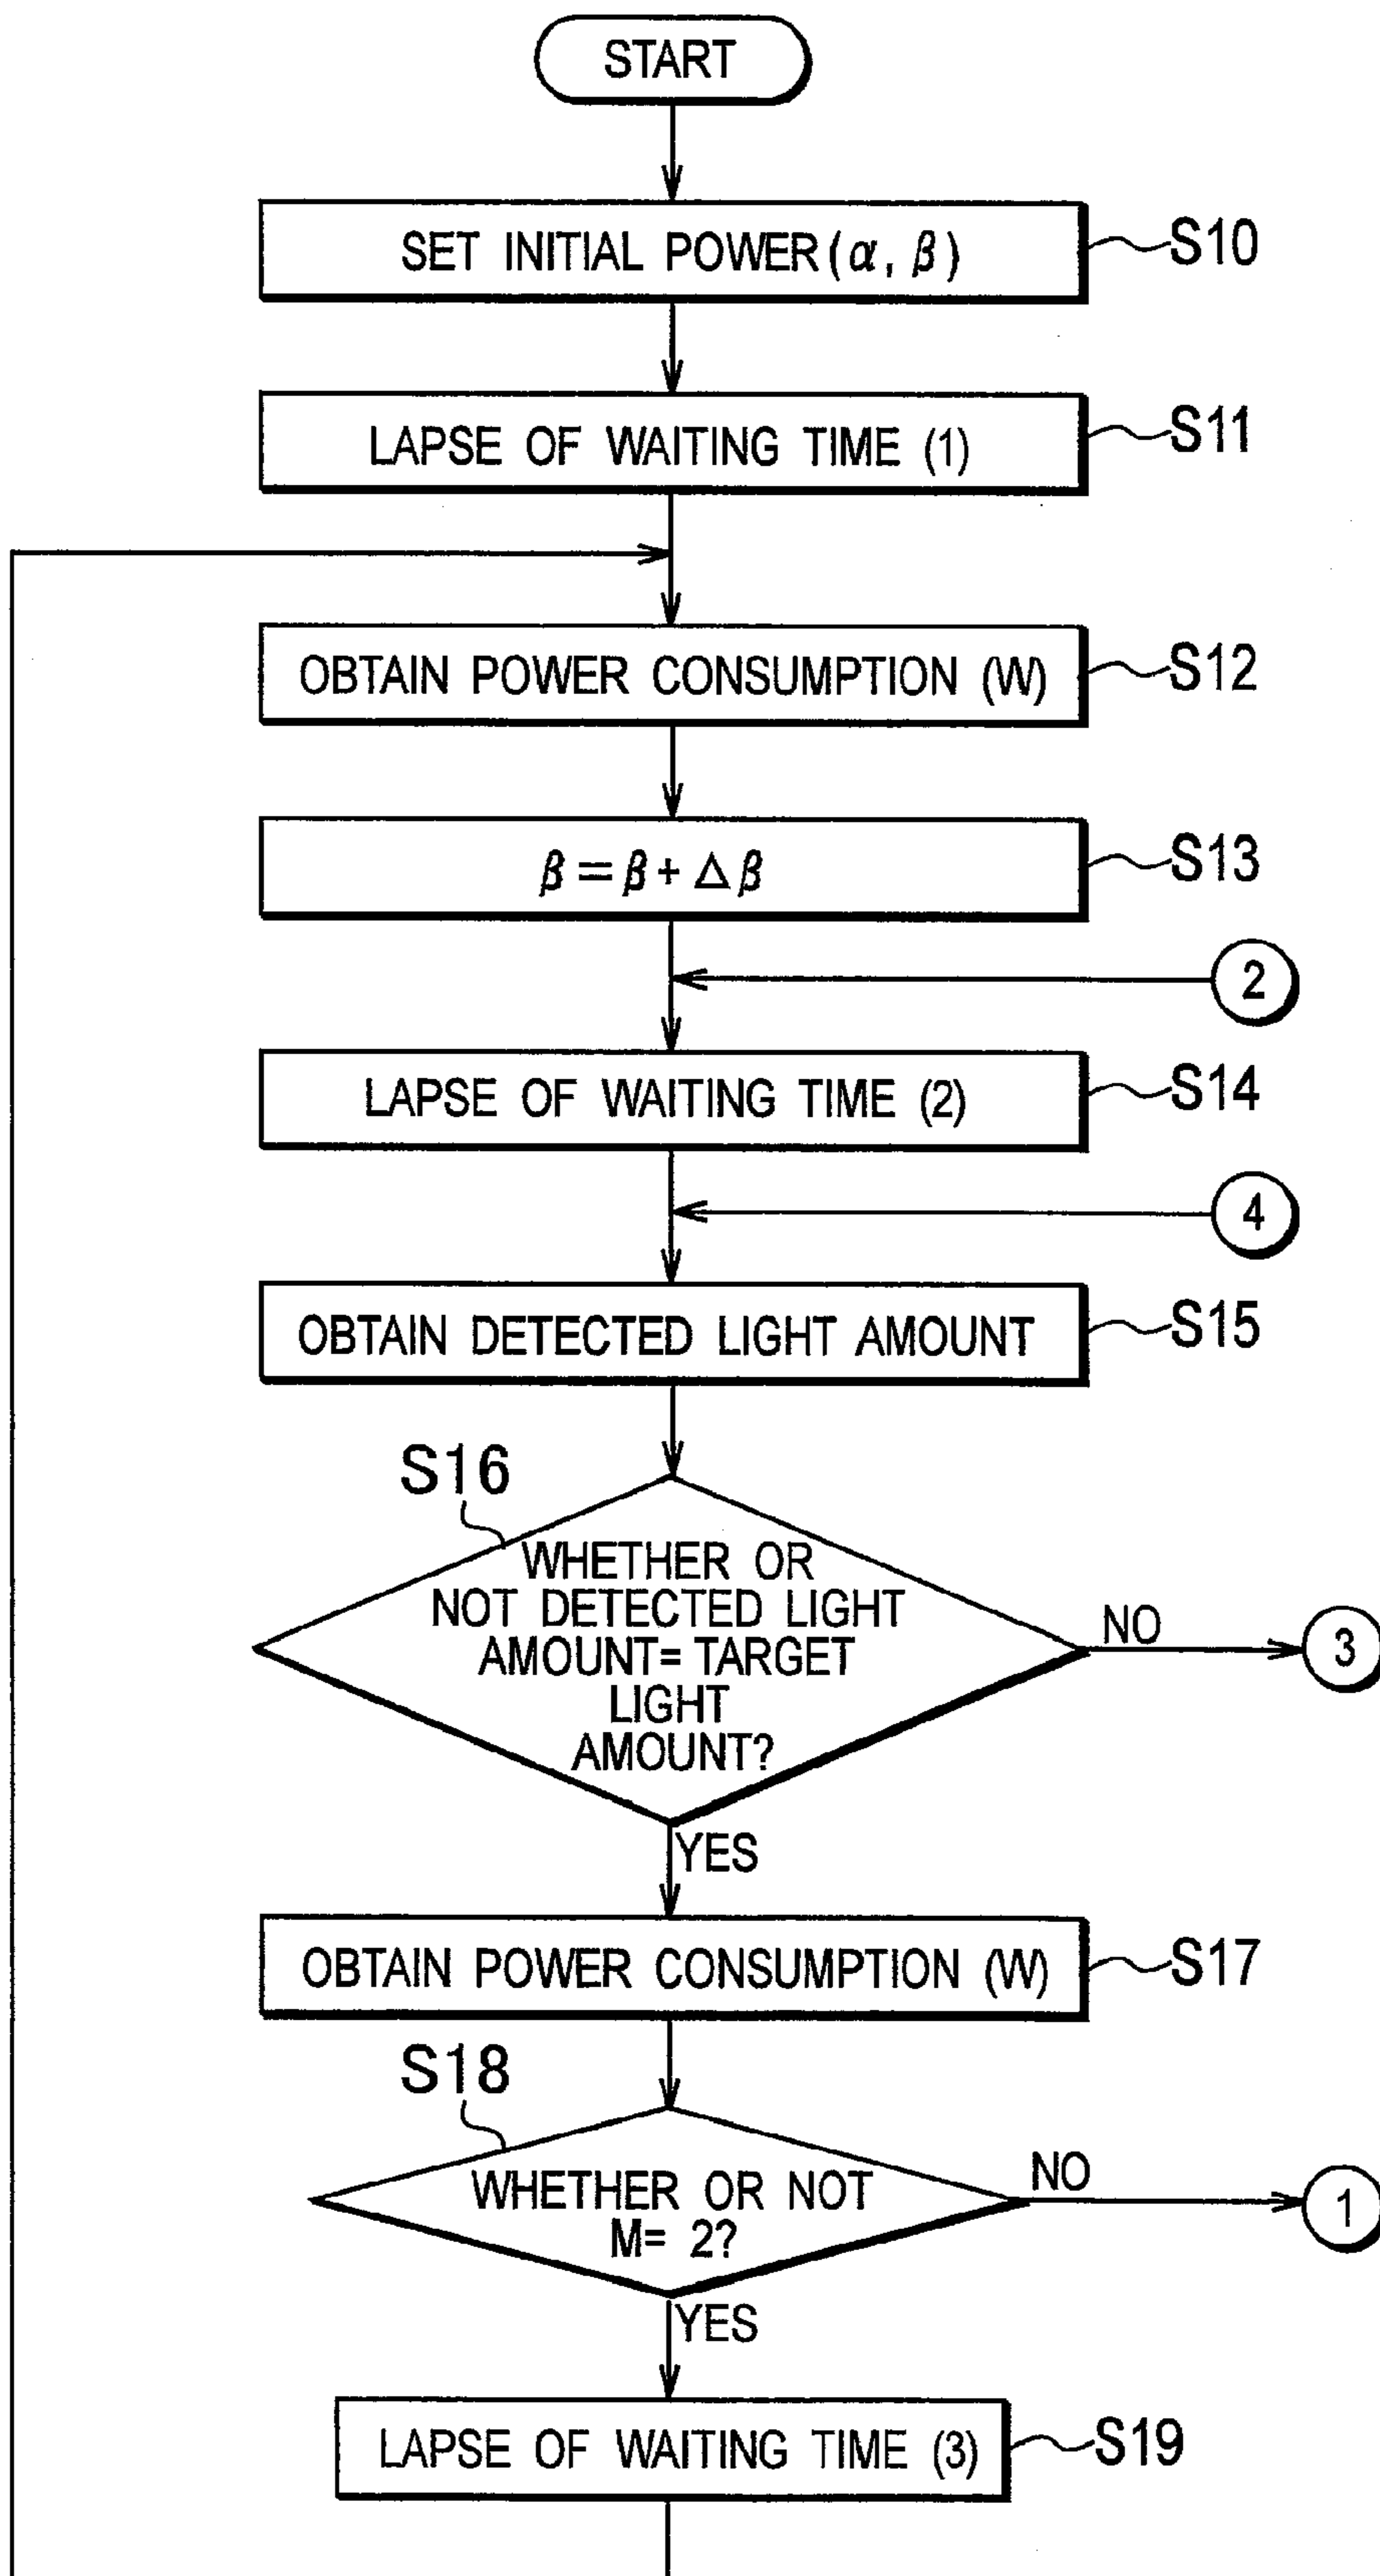 START
SET INITIAL POWER (α, β)
S10
LAPSE OF WAITING TIME (1)
S11
OBTAIN POWER CONSUMPTION (W)
S12
β = β + △ β
S13
2
LAPSE OF WAITING TIME (2)
S14
4
OBTAIN DETECTED LIGHT AMOUNT
S15
S16
WHETHER OR
NOT DETECTED LIGHT
AMOUNT= TARGET
LIGHT
AMOUNT?
NO
3
YES
OBTAIN POWER CONSUMPTION (W)
S17
S18
WHETHER OR NOT
M= 2?
NO
1
YES
LAPSE OF WAITING TIME (3)
S19